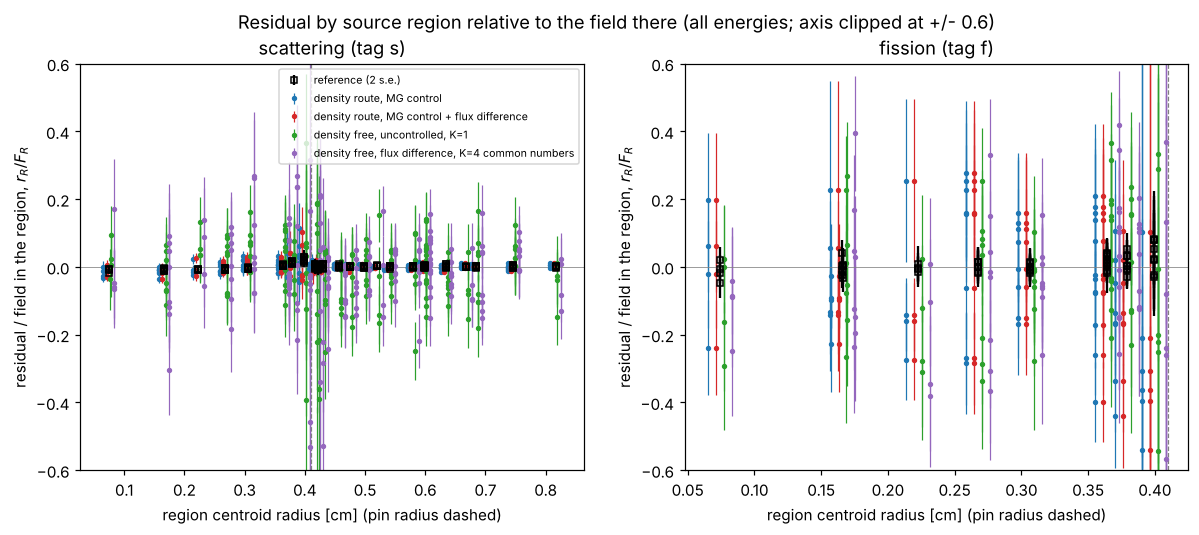 Residual by source region relative to the field there (all energies; axis clipped at +/- 0.6)
scattering (tag s)
residual / field in the region, r_R/F_R
0.6
0.4
0.2
0.0
−0.2
−0.4
−0.6
reference (2 s.e.)
density route, MG control
density route, MG control + flux difference
density free, uncontrolled, K=1
density free, flux difference, K=4 common numbers
0.1 0.2 0.3 0.4 0.5 0.6 0.7 0.8
region centroid radius [cm] (pin radius dashed)
fission (tag f)
residual / field in the region, r_R/F_R
0.6
0.4
0.2
0.0
−0.2
−0.4
−0.6
0.05 0.10 0.15 0.20 0.25 0.30 0.35 0.40
region centroid radius [cm] (pin radius dashed)